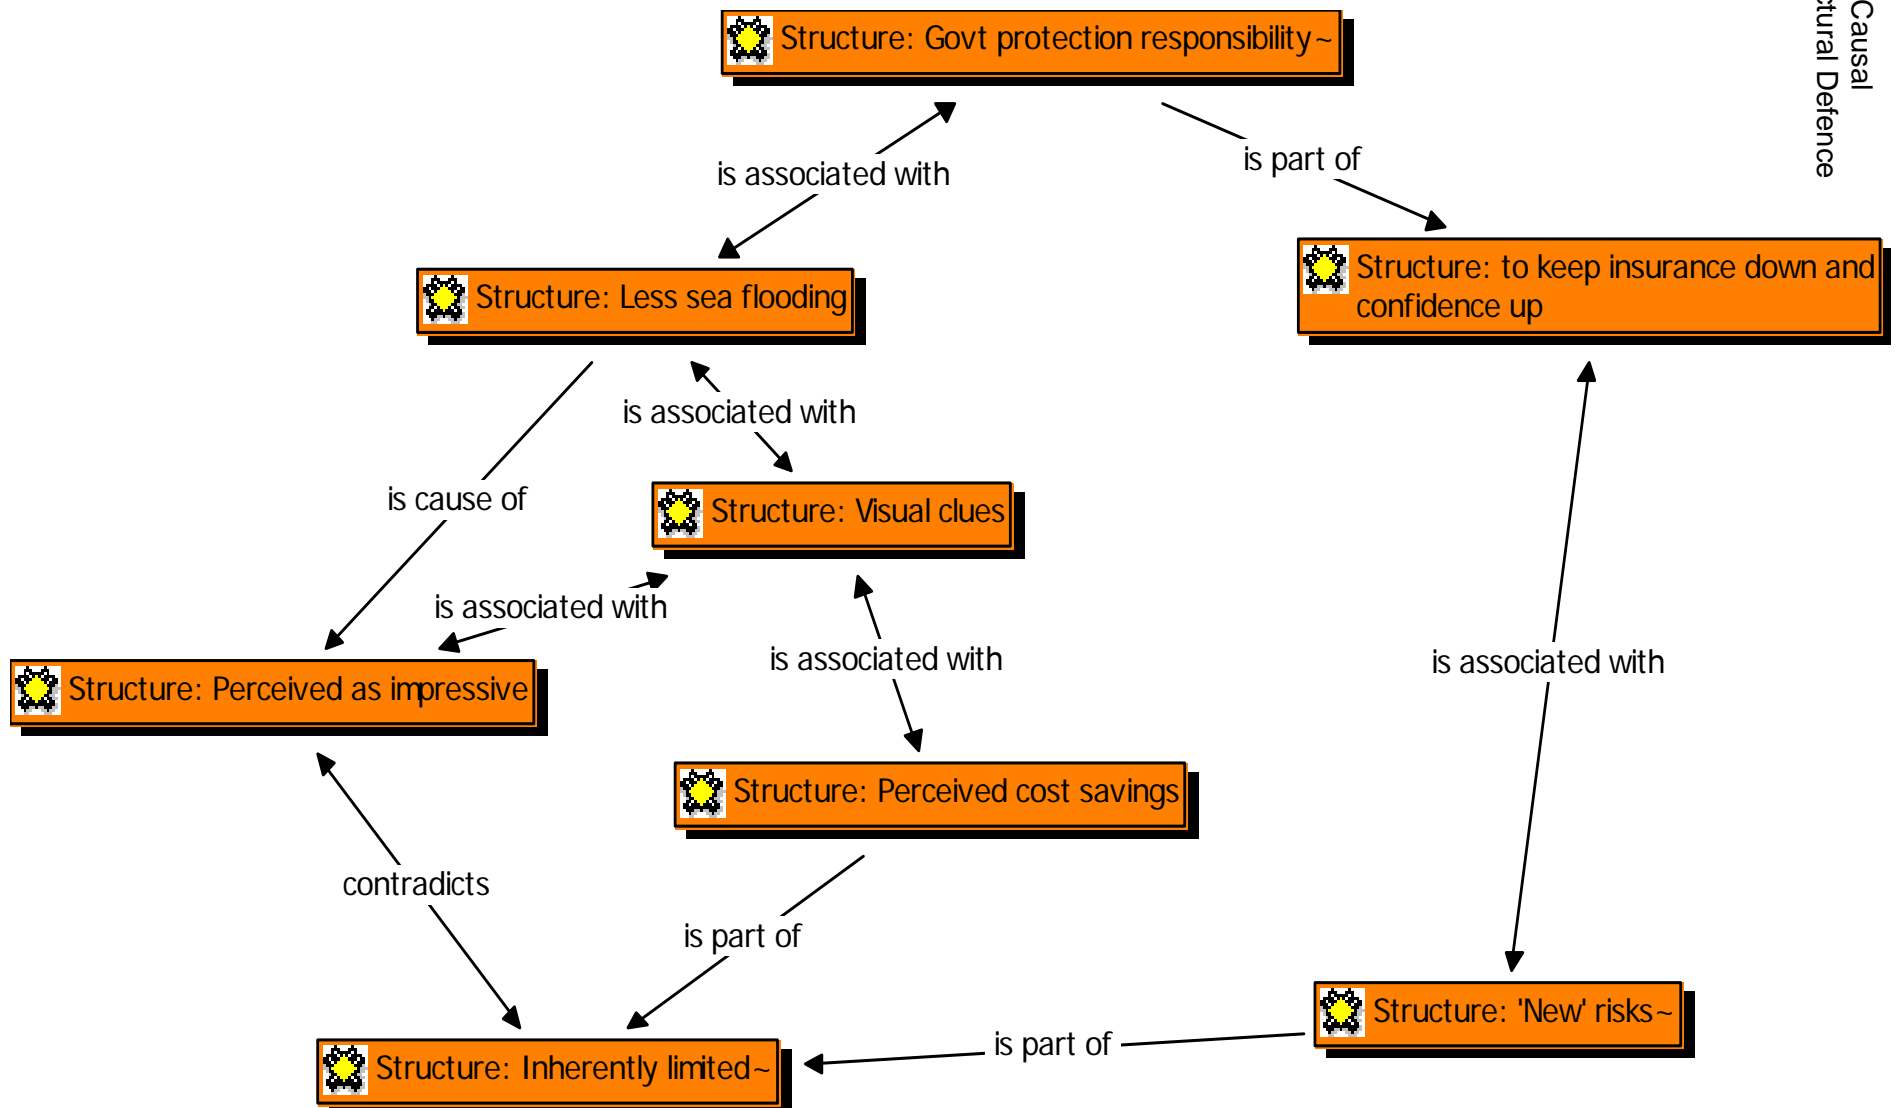 Structure: Govt protection responsibility~
Causal
ctural Defence
is associated with
is part of
Structure: Less sea flooding
Structure: to keep insurance down and
confidence up
is associated with
is cause of
Structure: Visual clues
is associated with
is associated with
is associated with
Structure: Perceived as impressive
Structure: Perceived cost savings
contradicts
is part of
Structure: 'New' risks~
is part of
Structure: Inherently limited~